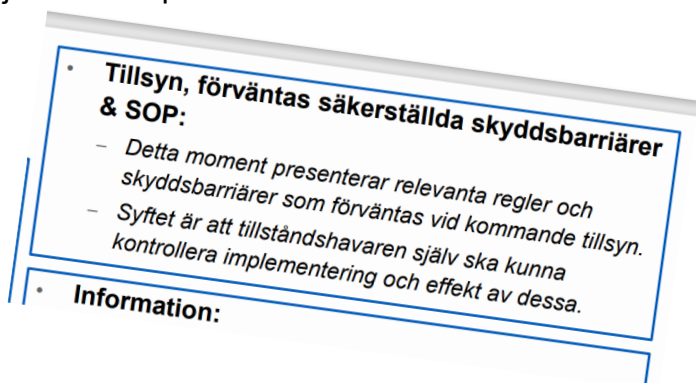 • Tillsyn, förväntas säkerställda skyddsbarriärer
& SOP:
– Detta moment presenterar relevanta regler och
skyddsbarriärer som förväntas vid kommande tillsyn.
– Syftet är att tillståndshavaren själv ska kunna
kontrollera implementering och effekt av dessa.
• Information: